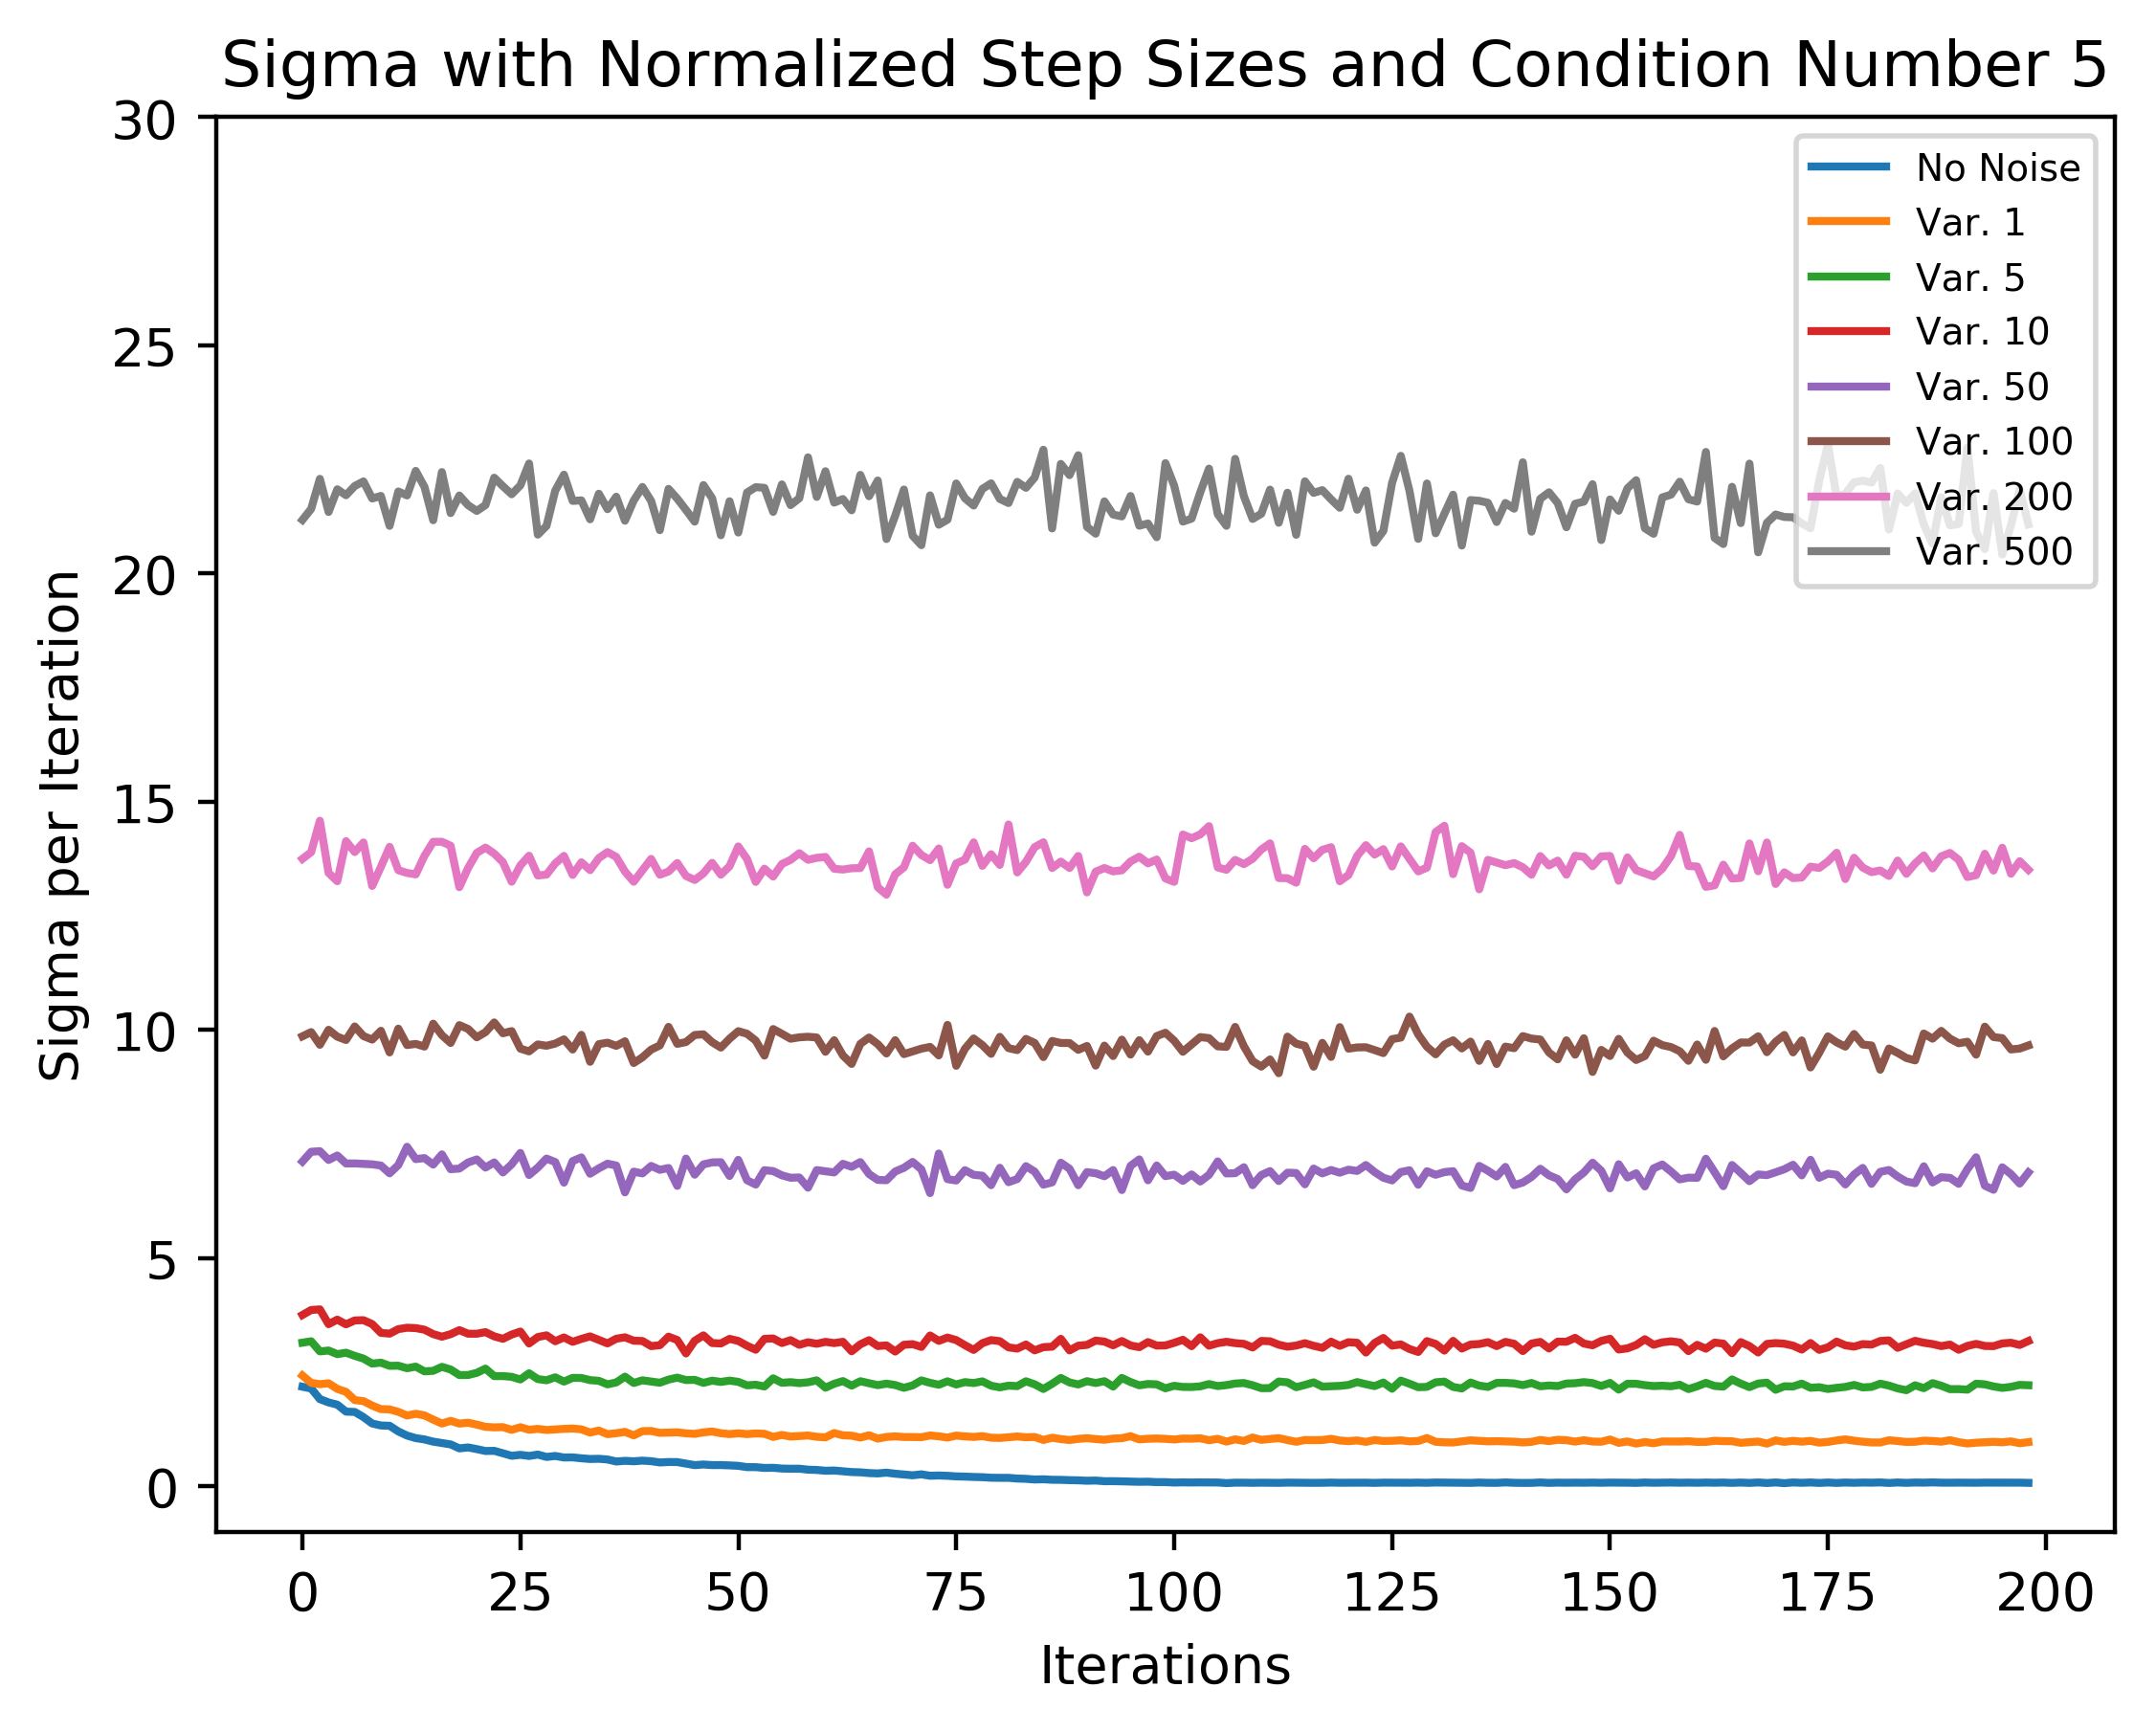 Sigma with Normalized Step Sizes and Condition Number 5
30
25
20
15
10
5
0
Sigma per Iteration
No Noise
Var. 1
Var. 5
Var. 10
Var. 50
Var. 100
Var. 200
Var. 500
0 25 50 75 100 125 150 175 200
Iterations